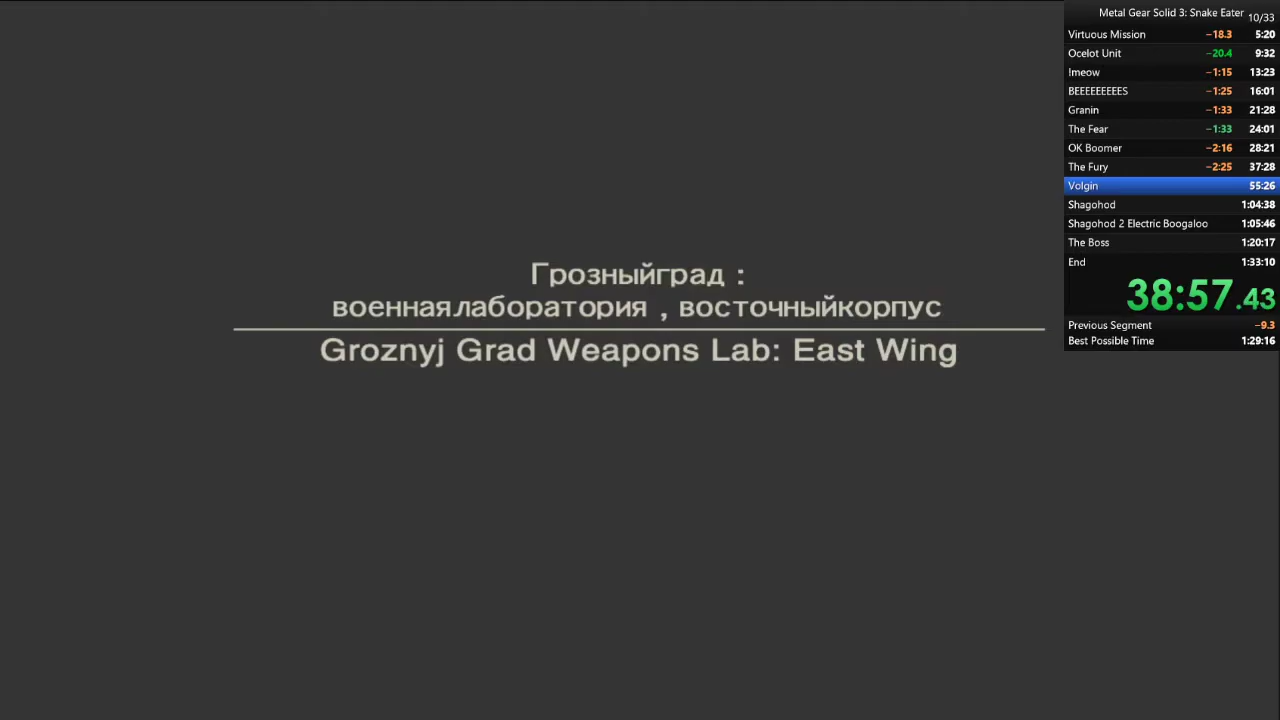 Metal Gear Solid 3: Snake Eater 10/33
Virtuous Mission −18.3 5:20
Ocelot Unit −20.4 9:32
!meow −1:15 13:23
BEEEEEEEEES −1:25 16:01
Granin −1:33 21:28
The Fear −1:33 24:01
OK Boomer −2:16 28:21
The Fury −2:25 37:28
Volgin 55:26
Shagohod 1:04:38
Shagohod 2 Electric Boogaloo 1:05:46
The Boss 1:20:17
End 1:33:10
38:57.43
Previous Segment −9.3
Best Possible Time 1:29:16
Грозныйград :
военнаялаборатория , восточныйкорпус
Groznyj Grad Weapons Lab: East Wing